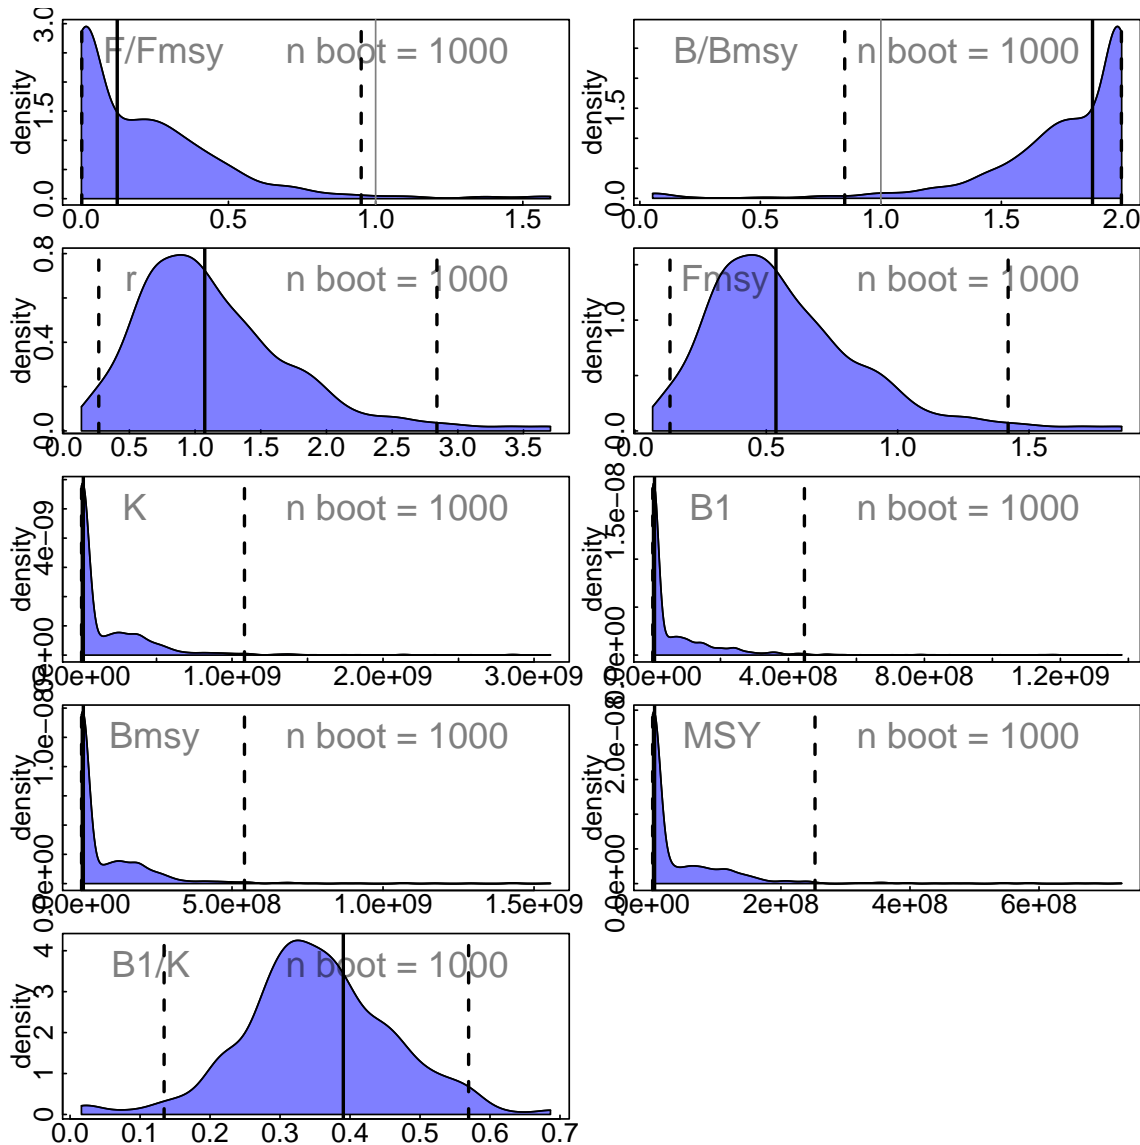 F/Fmsy n boot = 1000
density
0.0 1.5 3.0
0.0 0.5 1.0 1.5
B/Bmsy n boot = 1000
density
0.0 1.5
0.5 1.0 1.5 2.0
r n boot = 1000
density
0.0 0.4 0.8
0.0 0.5 1.0 1.5 2.0 2.5 3.0 3.5
Fmsy n boot = 1000
density
0.0 1.0
0.0 0.5 1.0 1.5
K n boot = 1000
density
0e+00 4e-09
0.0e+00 1.0e+09 2.0e+09 3.0e+09
B1 n boot = 1000
density
0.0e+00 1.5e-08
0.0e+00 4.0e+08 8.0e+08 1.2e+09
Bmsy n boot = 1000
density
0.0e+00 1.0e-08
0.0e+00 5.0e+08 1.0e+09 1.5e+09
MSY n boot = 1000
density
0.0e+00 2.0e-08
0e+00 2e+08 4e+08 6e+08
B1/K n boot = 1000
density
0 1 2 3 4
0.0 0.1 0.2 0.3 0.4 0.5 0.6 0.7